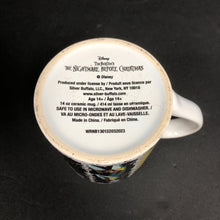 Disney
Tim Burton's
THE NIGHTMARE BEFORE CHRISTMAS
© Disney
Produced under license by / Produit sous licence par
Silver Buffalo, LLC., New York, NY 10018
www.silver-buffalo.com
Age 14+ / Âge 14+
14 oz ceramic mug. / 414 ml tasse en céramique.
SAFE TO USE IN MICROWAVE AND DISHWASHER. /
VA AU MICRO-ONDES ET AU LAVE-VAISSELLE.
Made in China. / Fabriqué en Chine.
WRNB130132032023